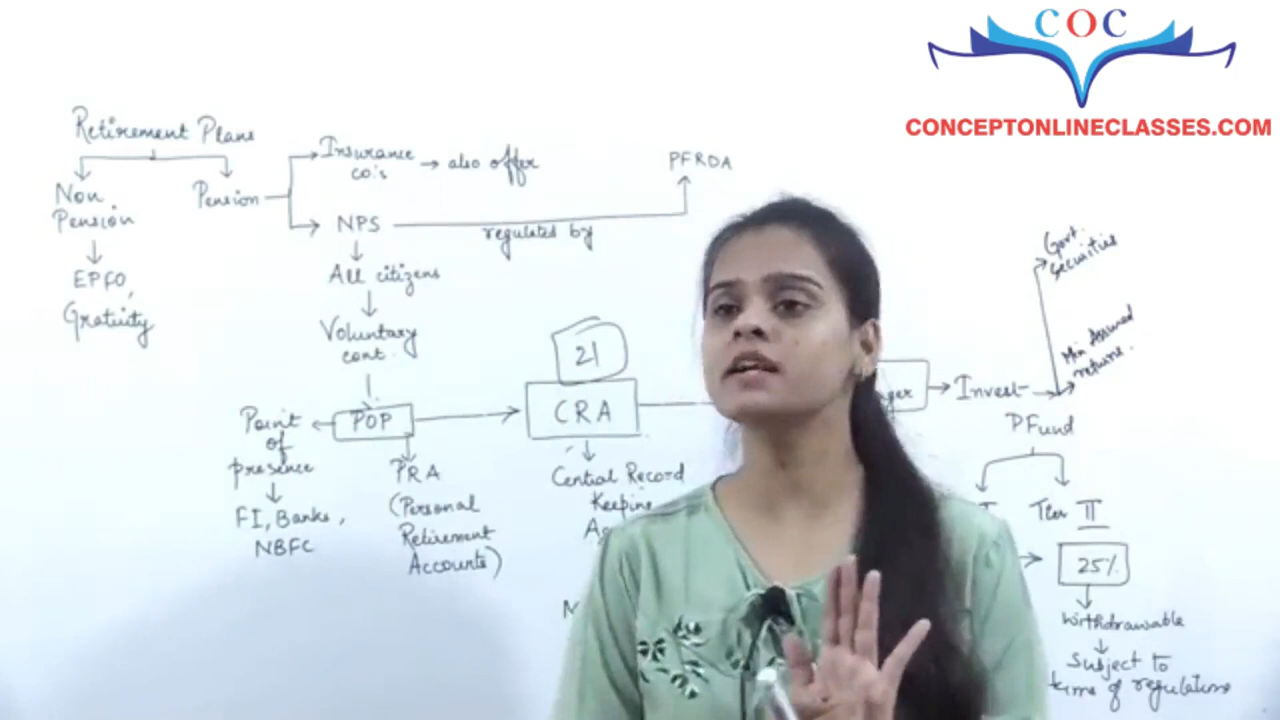 COC
CONCEPTONLINECLASSES.COM
Retirement Plans
Non
Pension
EPFO,
Gratuity
Pension
Insurance
co's
also offer
NPS
regulated by
PFRDA
All citizens
Voluntary
cont.
POP
Point
of
presence
FI, Banks,
NBFC
PRA
(Personal
Retirement
Accounts)
21
CRA
Central Record
Keeping
Invest
Govt.
Securities
Min Assured
returns.
PFund
Tier II
25%
Withdrawable
Subject to
terms of regulations